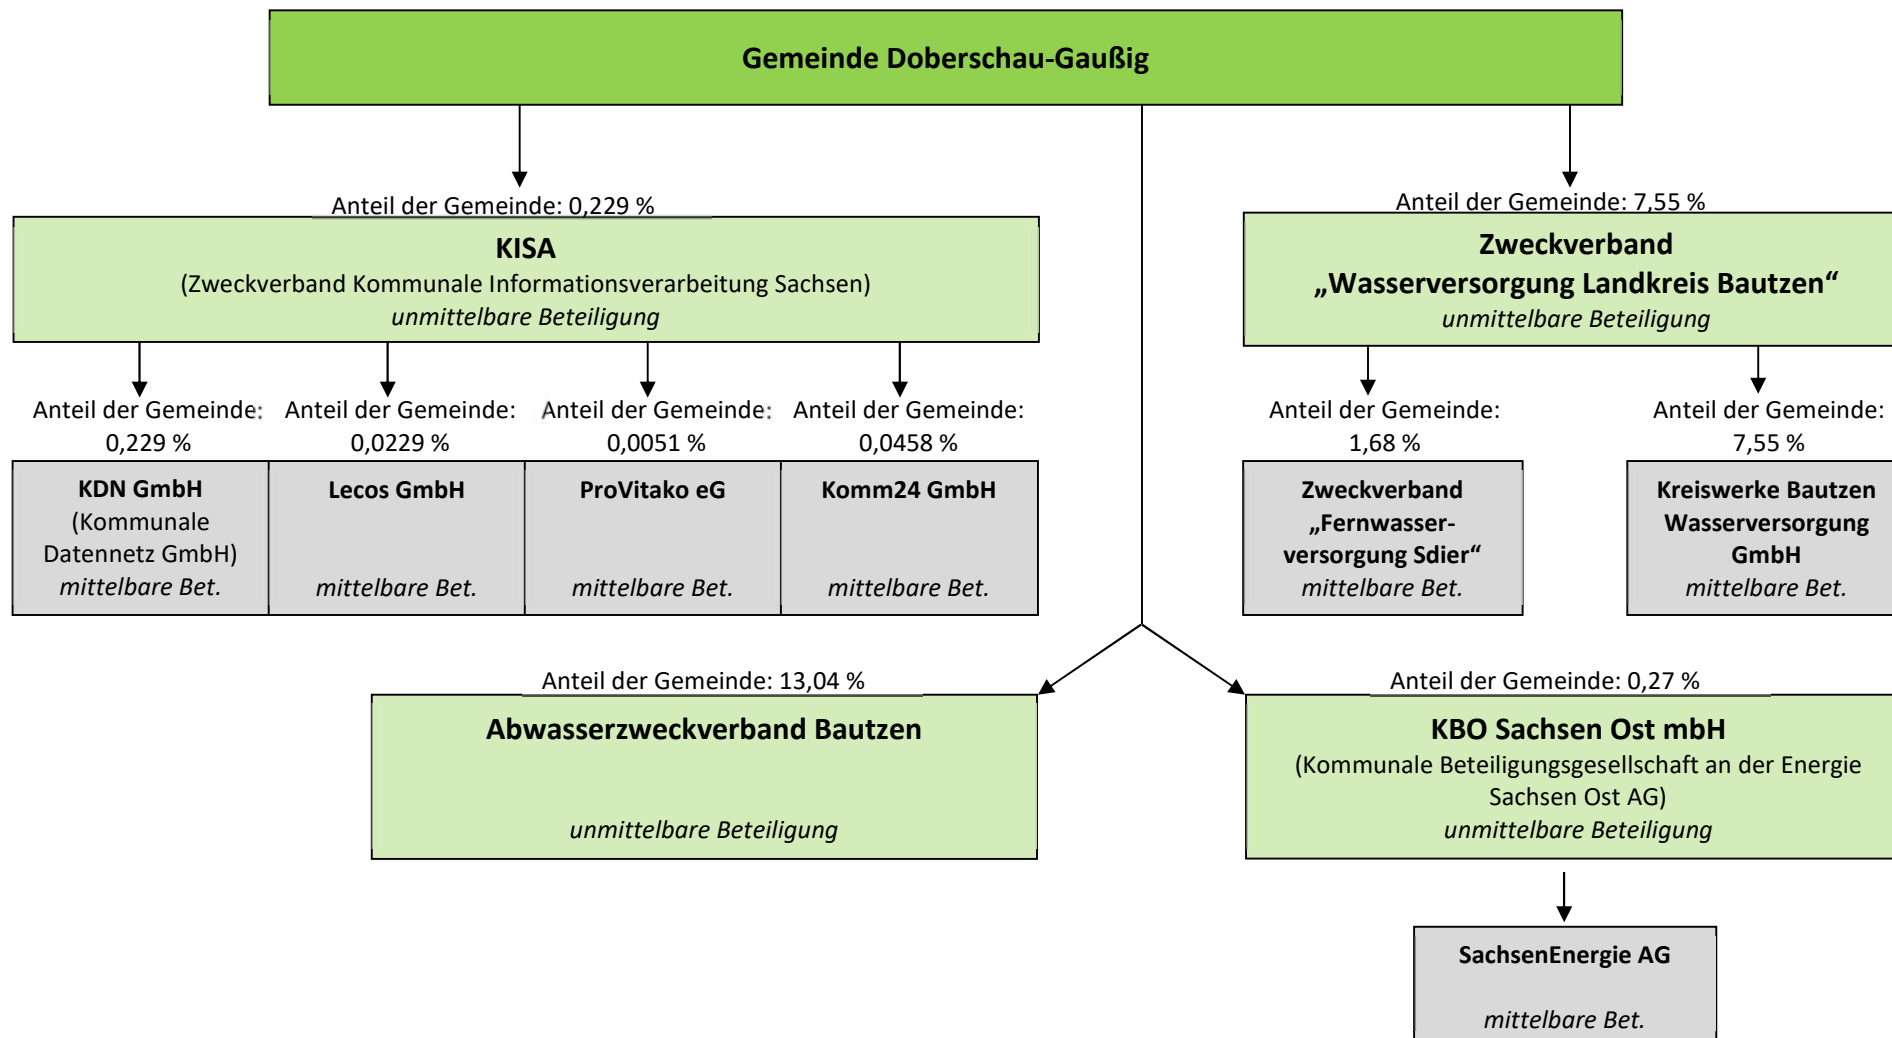 Gemeinde Doberschau-Gaußig
Anteil der Gemeinde: 0,229 %
KISA
(Zweckverband Kommunale Informationsverarbeitung Sachsen)
unmittelbare Beteiligung
Anteil der Gemeinde: 7,55 %
Zweckverband
„Wasserversorgung Landkreis Bautzen“
unmittelbare Beteiligung
Anteil der Gemeinde:
0,229 %
KDN GmbH
(Kommunale
Datennetz GmbH)
mittelbare Bet.
Anteil der Gemeinde:
0,0229 %
Lecos GmbH
mittelbare Bet.
Anteil der Gemeinde:
0,0051 %
ProVitako eG
mittelbare Bet.
Anteil der Gemeinde:
0,0458 %
Komm24 GmbH
mittelbare Bet.
Anteil der Gemeinde:
1,68 %
Zweckverband
„Fernwasser-
versorgung Sdier“
mittelbare Bet.
Anteil der Gemeinde:
7,55 %
Kreiswerke Bautzen
Wasserversorgung
GmbH
mittelbare Bet.
Anteil der Gemeinde: 13,04 %
Abwasserzweckverband Bautzen
unmittelbare Beteiligung
Anteil der Gemeinde: 0,27 %
KBO Sachsen Ost mbH
(Kommunale Beteiligungsgesellschaft an der Energie
Sachsen Ost AG)
unmittelbare Beteiligung
SachsenEnergie AG
mittelbare Bet.